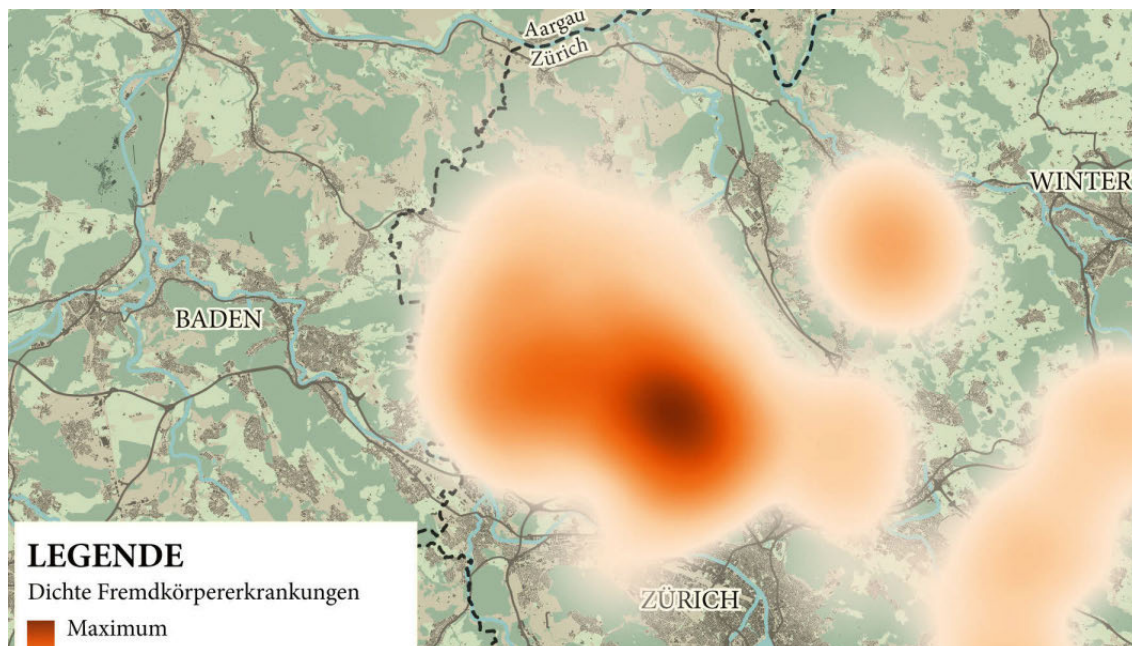 Aargau
Zürich
WINTER
BADEN
ZÜRICH
LEGENDE
Dichte Fremdkörpererkrankungen
Maximum